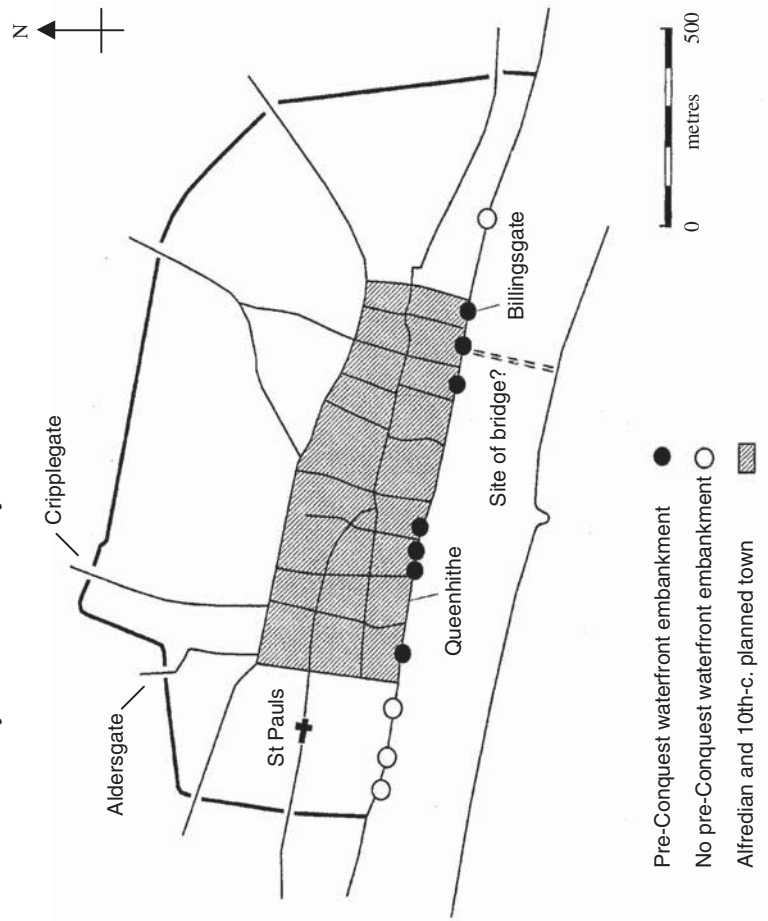 N
Cripplegate
Aldersgate
St Pauls
Queenhithe
Billingsgate
Site of bridge?
0
500
metres
Pre-Conquest waterfront embankment
No pre-Conquest waterfront embankment
Alfredian and 10th-c. planned town